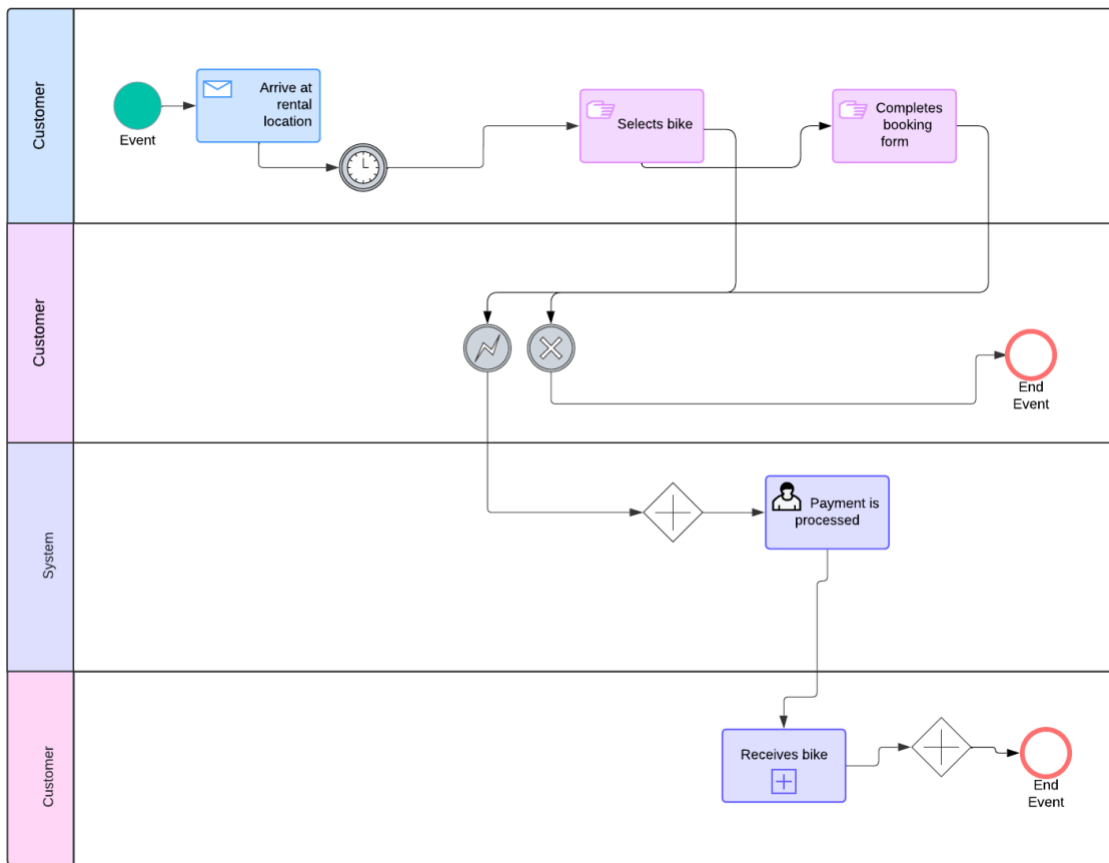 Customer
Event
Arrive at
rental
location
Selects bike
Completes
booking
form
Customer
End
Event
System
Payment is
processed
Customer
Receives bike
End
Event